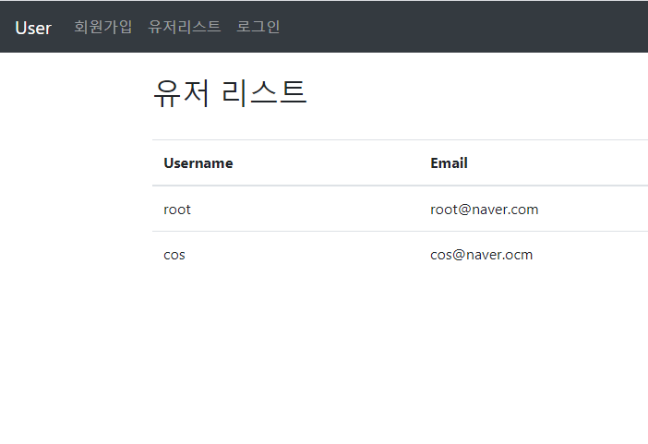 User 회원가입 유저리스트 로그인
유저 리스트
Username Email
root root@naver.com
cos cos@naver.ocm